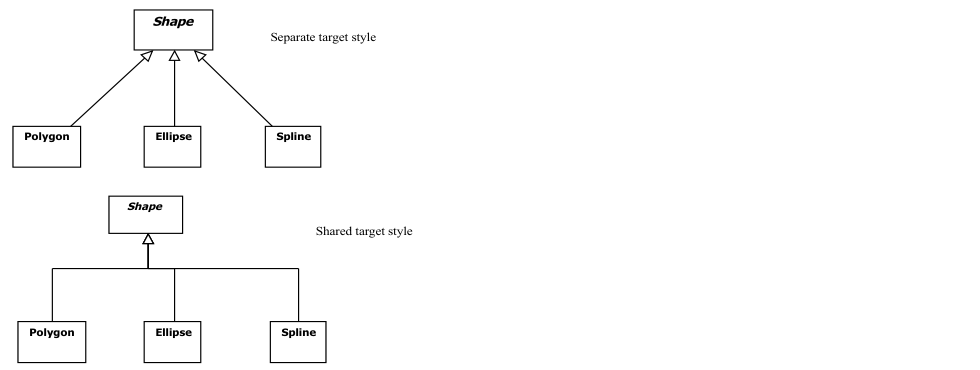 Shape
Separate target style
Polygon
Ellipse
Spline
Shape
Shared target style
Polygon
Ellipse
Spline